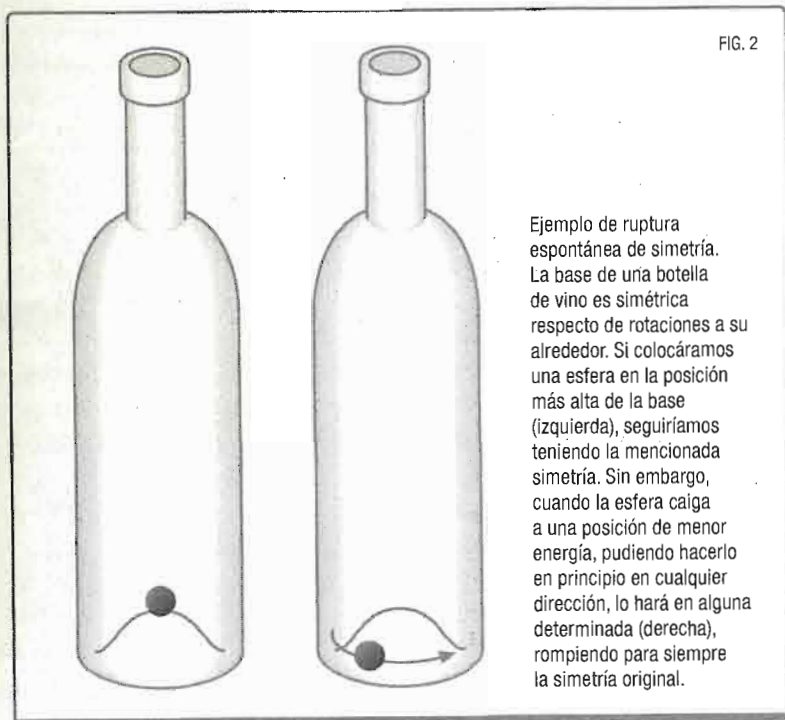 FIG. 2
Ejemplo de ruptura
espontánea de simetría.
La base de una botella
de vino es simétrica
respecto de rotaciones a su
alrededor. Si colocáramos
una esfera en la posición
más alta de la base
(izquierda), seguiríamos
teniendo la mencionada
simetría. Sin embargo,
cuando la esfera caiga
a una posición de menor
energía, pudiendo hacerlo
en principio en cualquier
dirección, lo hará en alguna
determinada (derecha),
rompiendo para siempre
la simetría original.